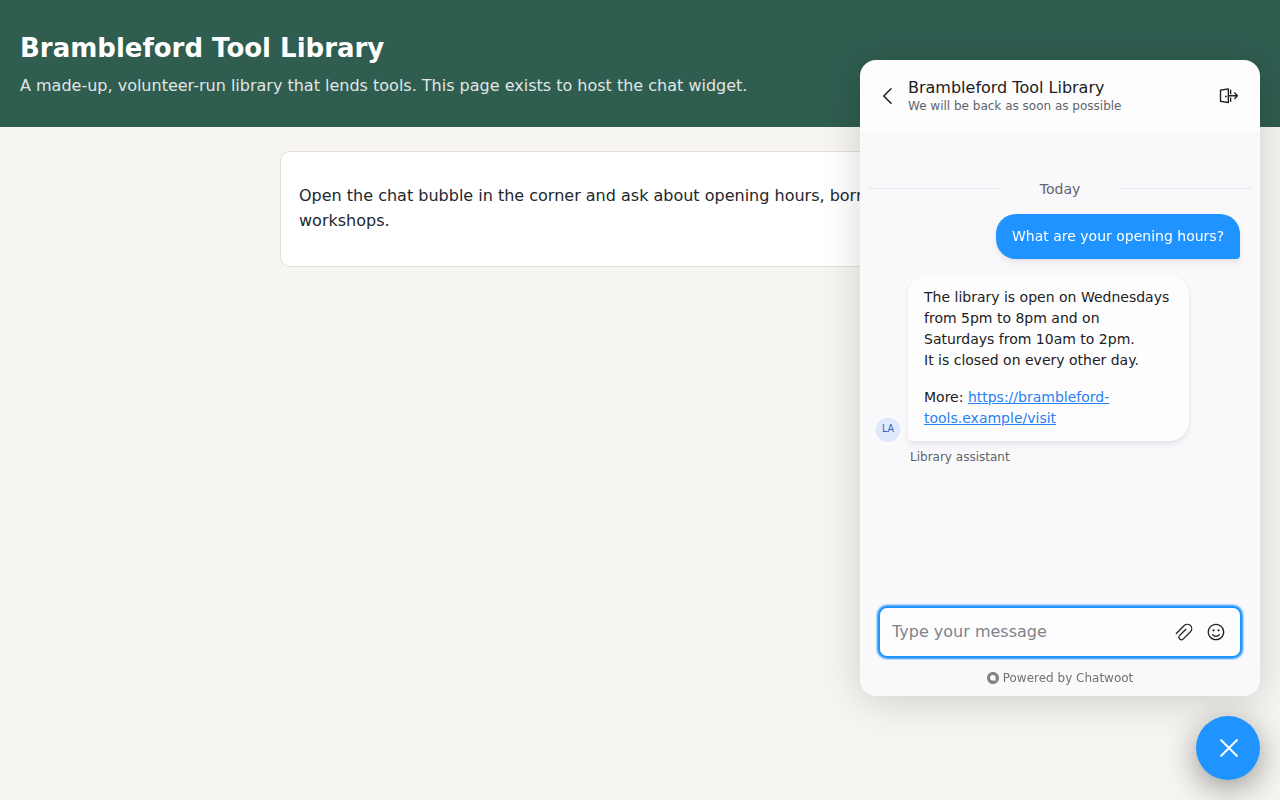 Brambleford Tool Library
A made-up, volunteer-run library that lends tools. This page exists to host the chat widget.
Open the chat bubble in the corner and ask about opening hours,
workshops.
Brambleford Tool Library
We will be back as soon as possible
Today
What are your opening hours?
The library is open on Wednesdays
from 5pm to 8pm and on
Saturdays from 10am to 2pm.
It is closed on every other day.
More: https://brambleford-
tools.example/visit
LA
Library assistant
Type your message
Powered by Chatwoot